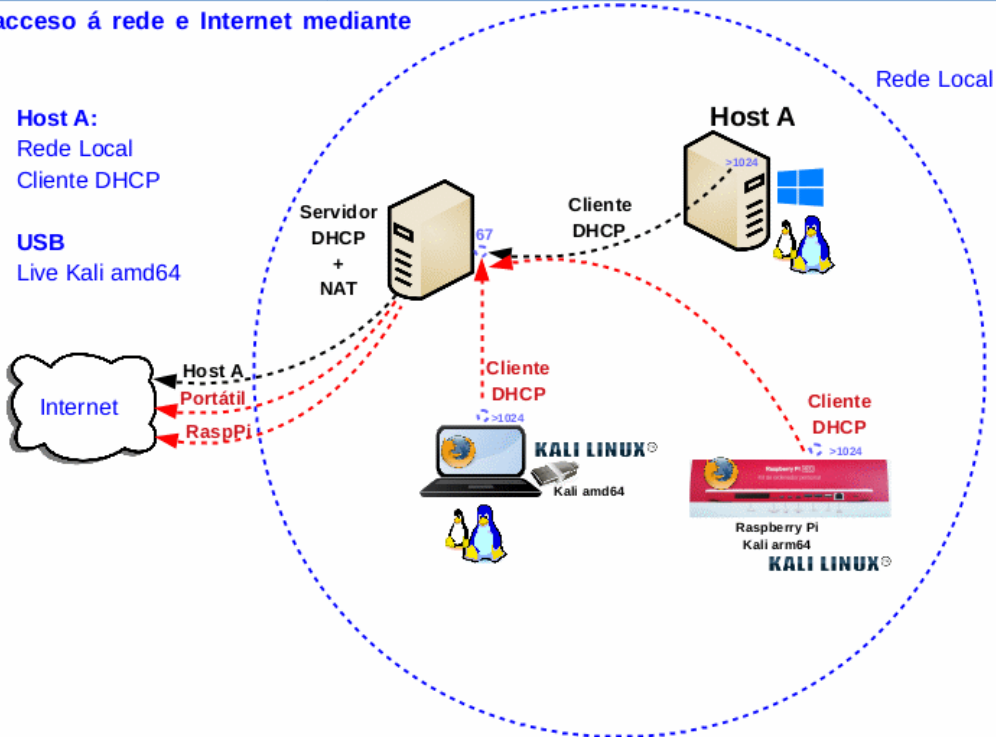 acceso á rede e Internet mediante
Rede Local
Host A:
Rede Local
Cliente DHCP
USB
Live Kali amd64
Host A
>1024
Cliente
DHCP
Servidor
DHCP
+
NAT
67
Host A
Portátil
RaspPi
Internet
Cliente
DHCP
>1024
KALI LINUX
Kali amd64
Cliente
DHCP
>1024
Raspberry Pi
Raspberry Pi
Kali arm64
KALI LINUX